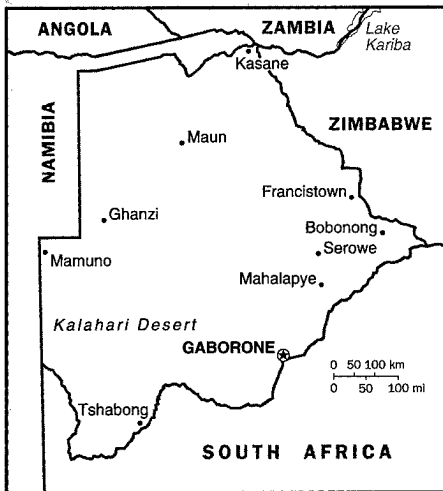 ANGOLA
ZAMBIA
Lake
Kariba
Kasane
NAMIBIA
ZIMBABWE
Maun
Francistown
Ghanzi
Bobonong
Serowe
Mamuno
Mahalapye
Kalahari Desert
GABORONE
0 50 100 km
0 50 100 mi
Tshabong
SOUTH AFRICA